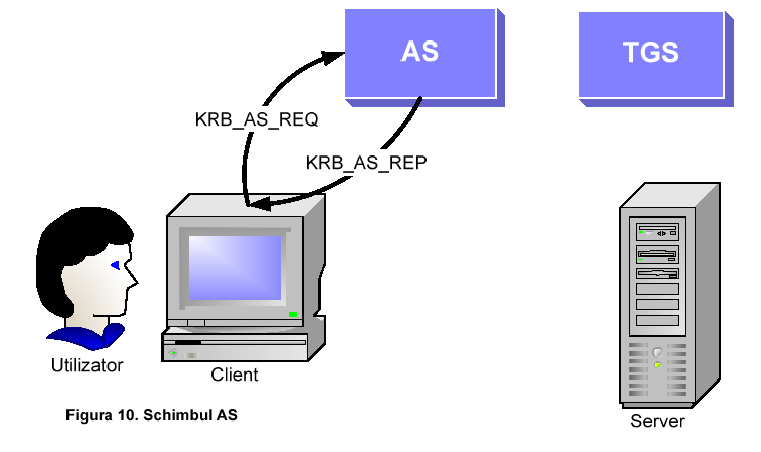 AS
TGS
KRB_AS_REQ
KRB_AS_REP
Utilizator
Client
Figura 10. Schimbul AS
Server